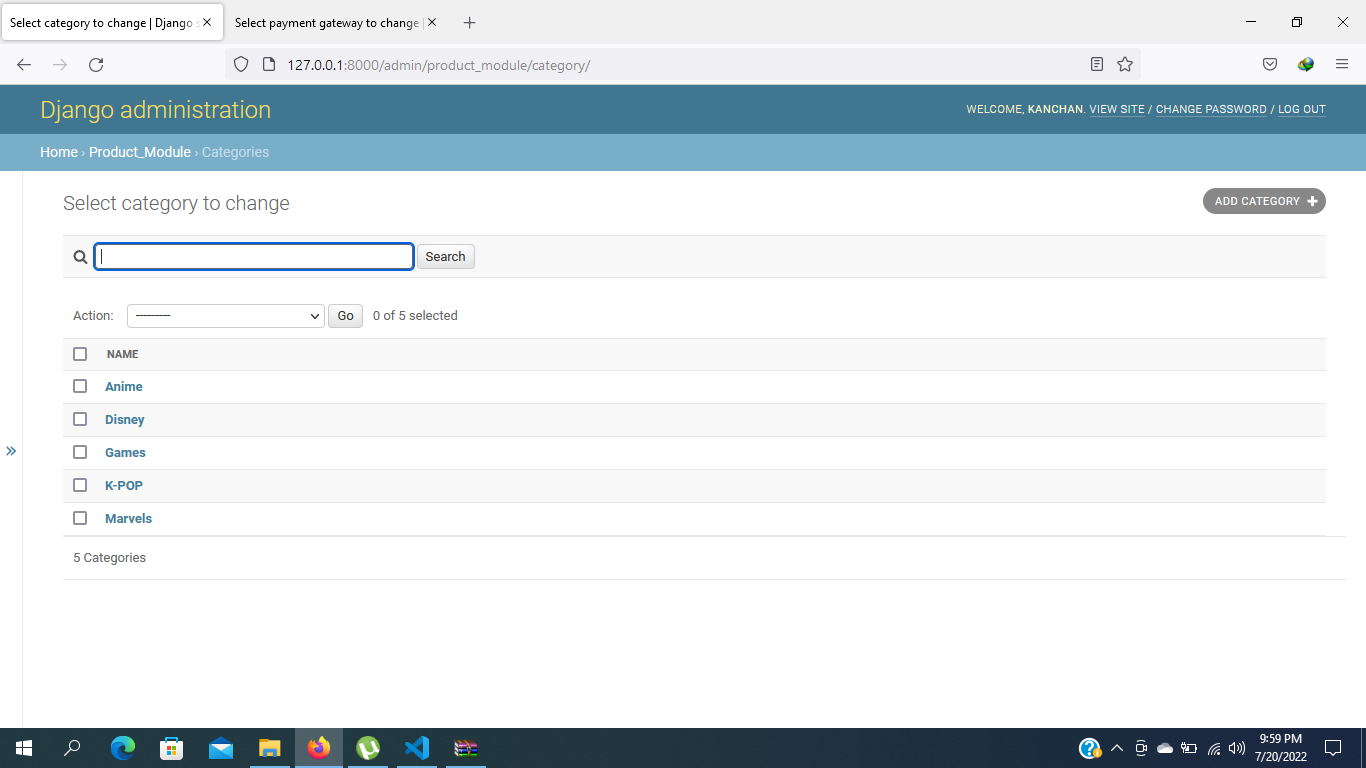 Select category to change | Django s
Select payment gateway to change |
127.0.0.1:8000/admin/product_module/category/
Django administration
WELCOME, KANCHAN. VIEW SITE / CHANGE PASSWORD / LOG OUT
Home › Product_Module › Categories
Select category to change
ADD CATEGORY +
Search
Action: --------- Go 0 of 5 selected
NAME
Anime
Disney
Games
K-POP
Marvels
5 Categories
9:59 PM
7/20/2022